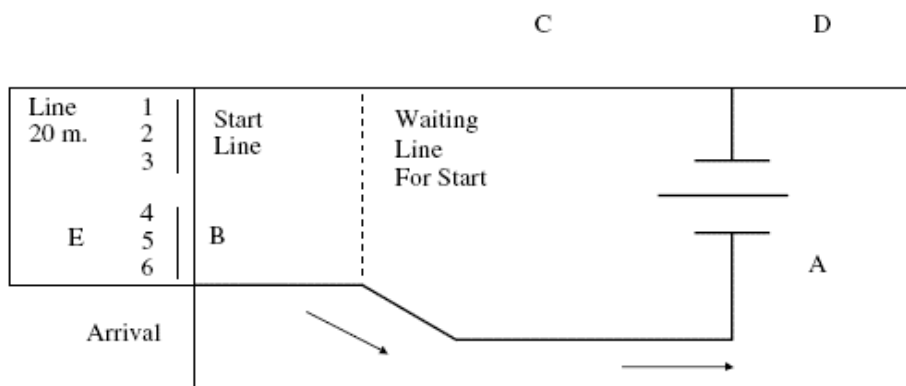 C
D
Line
20 m.
1
2
3
Start
Line
Waiting
Line
For Start
4
5
6
E
B
A
Arrival